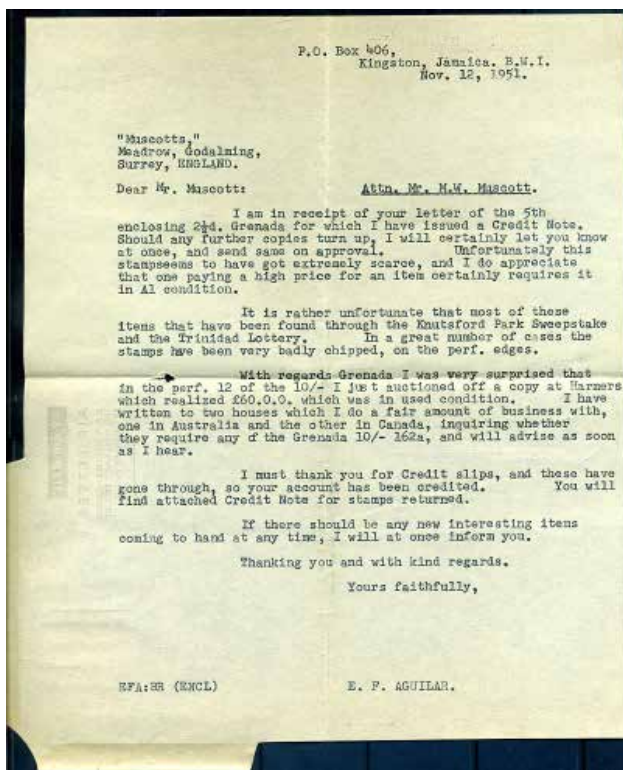 P.O. Box 406,
Kingston, Jamaica. B.W.I.
Nov. 12, 1951.
"Muscotts,"
Meadrow, Godalming,
Surrey, ENGLAND.
Dear Mr. Muscott:
Attn. Mr. M.W. Muscott.
I am in receipt of your letter of the 5th
enclosing 2½d. Grenada for which I have issued a Credit Note.
Should any further copies turn up, I will certainly let you know
at once, and send same on approval. Unfortunately this
stampseems to have got extremely scarce, and I do appreciate
that one paying a high price for an item certainly requires it
in A1 condition.
It is rather unfortunate that most of these
items that have been found through the Knutsford Park Sweepstake
and the Trinidad Lottery. In a great number of cases the
stamps have been very badly chipped, on the perf. edges.
With regards Grenada I was very surprised that
in the perf. 12 of the 10/- I just auctioned off a copy at Harmers
which realized £60.0.0. which was in used condition. I have
written to two houses which I do a fair amount of business with,
one in Australia and the other in Canada, inquiring whether
they require any of the Grenada 10/- 162a, and will advise as soon
as I hear.
I must thank you for Credit slips, and these have
gone through, so your account has been credited. You will
find attached Credit Note for stamps returned.
If there should be any new interesting items
coming to hand at any time, I will at once inform you.
Thanking you and with kind regards.
Yours faithfully,
EFA:BR (ENCL)
E. F. AGUILAR.